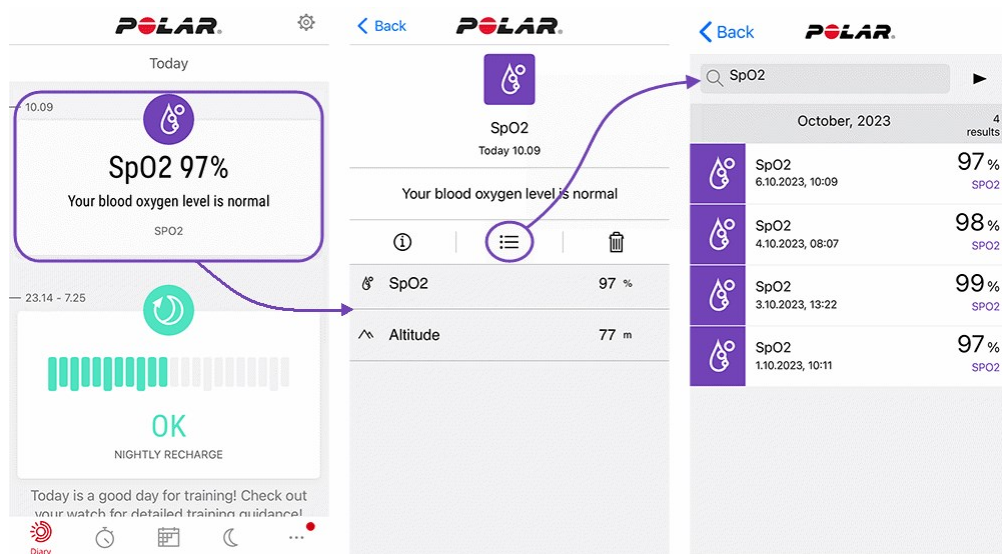 POLAR.
Today
10.09
SpO2 97%
Your blood oxygen level is normal
SPO2
23.14 - 7.25
OK
NIGHTLY RECHARGE
Today is a good day for training! Check out
your watch for detailed training guidance!
Diary
Back
POLAR.
SpO2
Today 10.09
Your blood oxygen level is normal
SpO2 97 %
Altitude 77 m
Back
POLAR.
SpO2
October, 2023 4
results
SpO2 97 %
6.10.2023, 10:09 SPO2
SpO2 98 %
4.10.2023, 08:07 SPO2
SpO2 99 %
3.10.2023, 13:22 SPO2
SpO2 97 %
1.10.2023, 10:11 SPO2